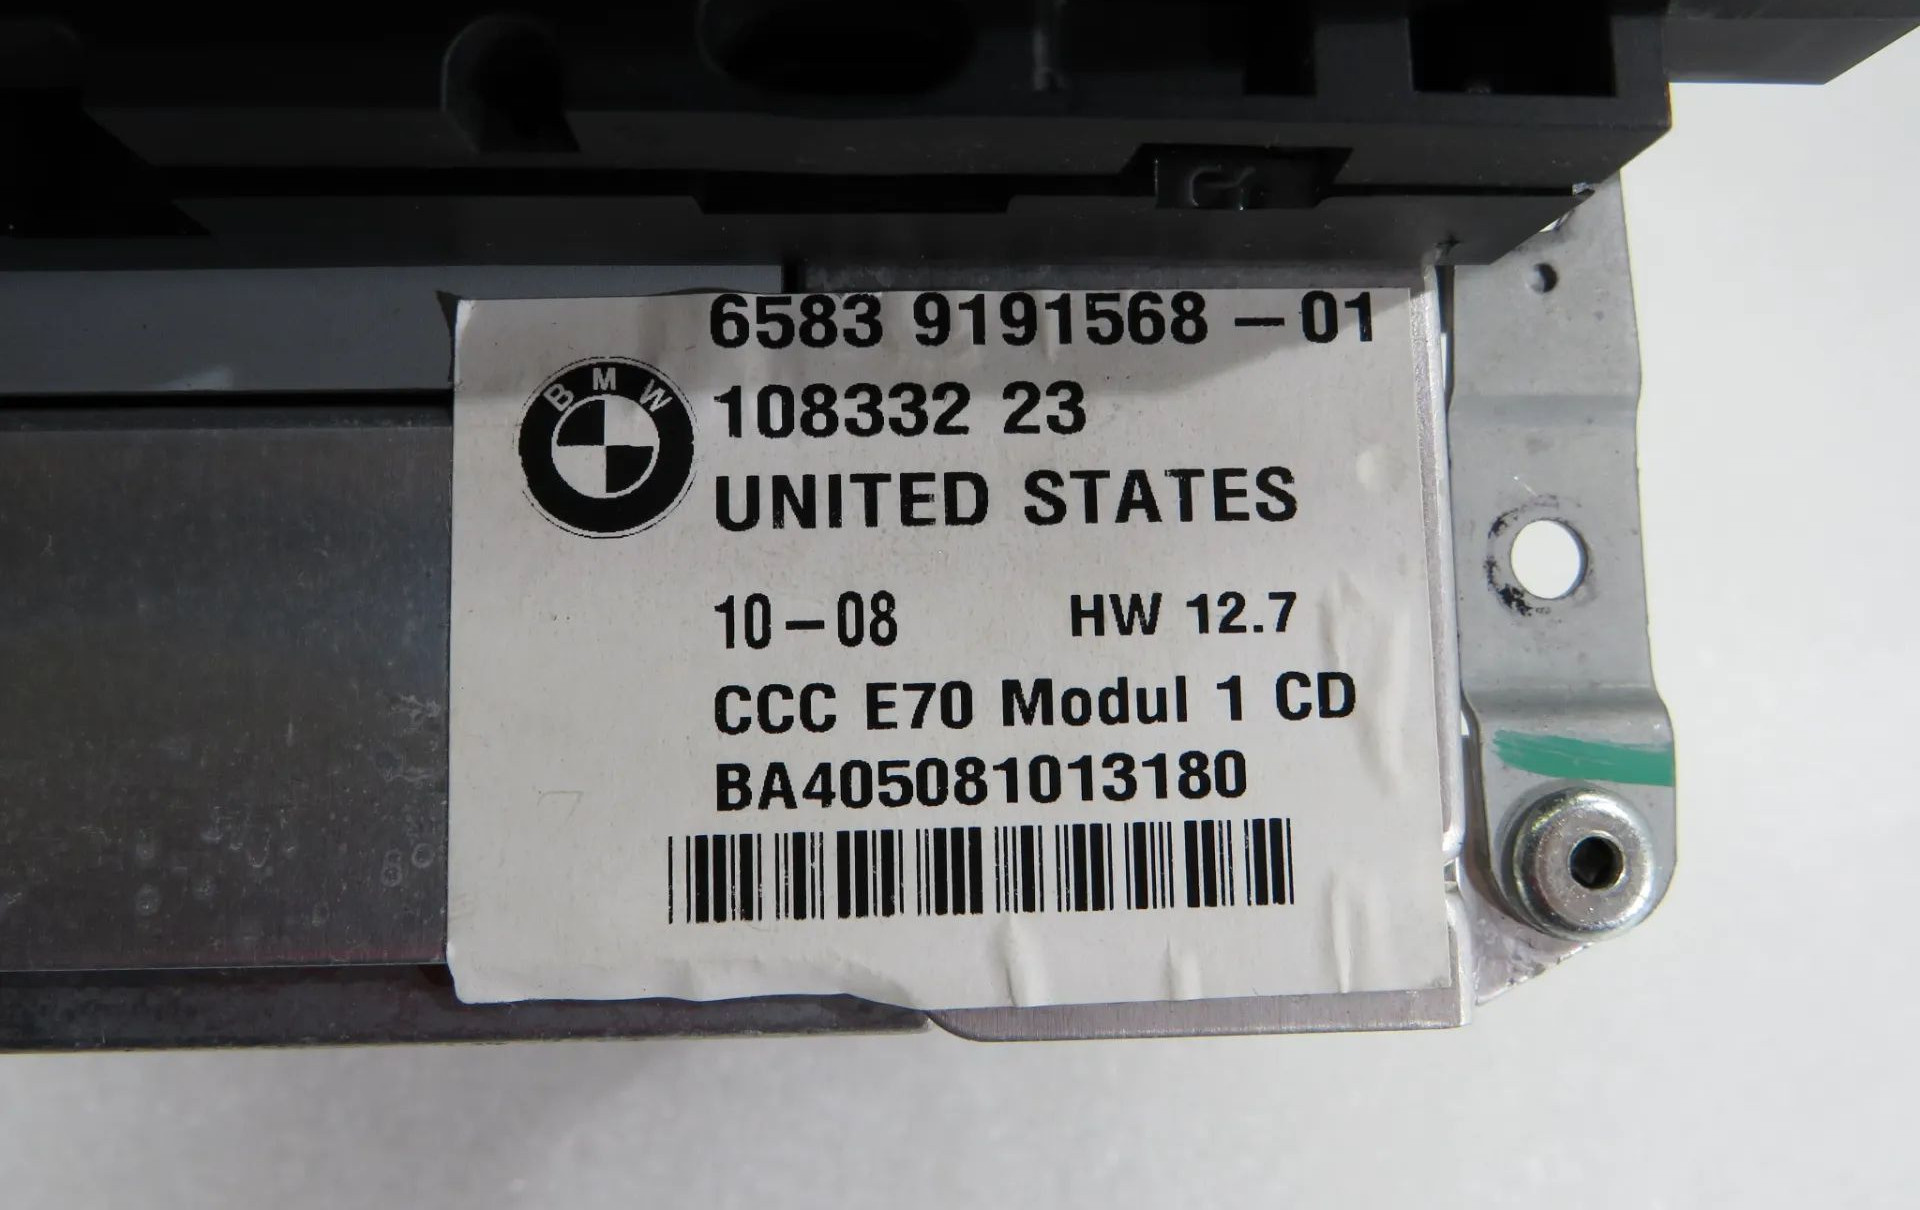 6583 9191568-01
BMW
108332 23
UNITED STATES
10-08 HW 12.7
CCC E70 Modul 1 CD
BA405081013180